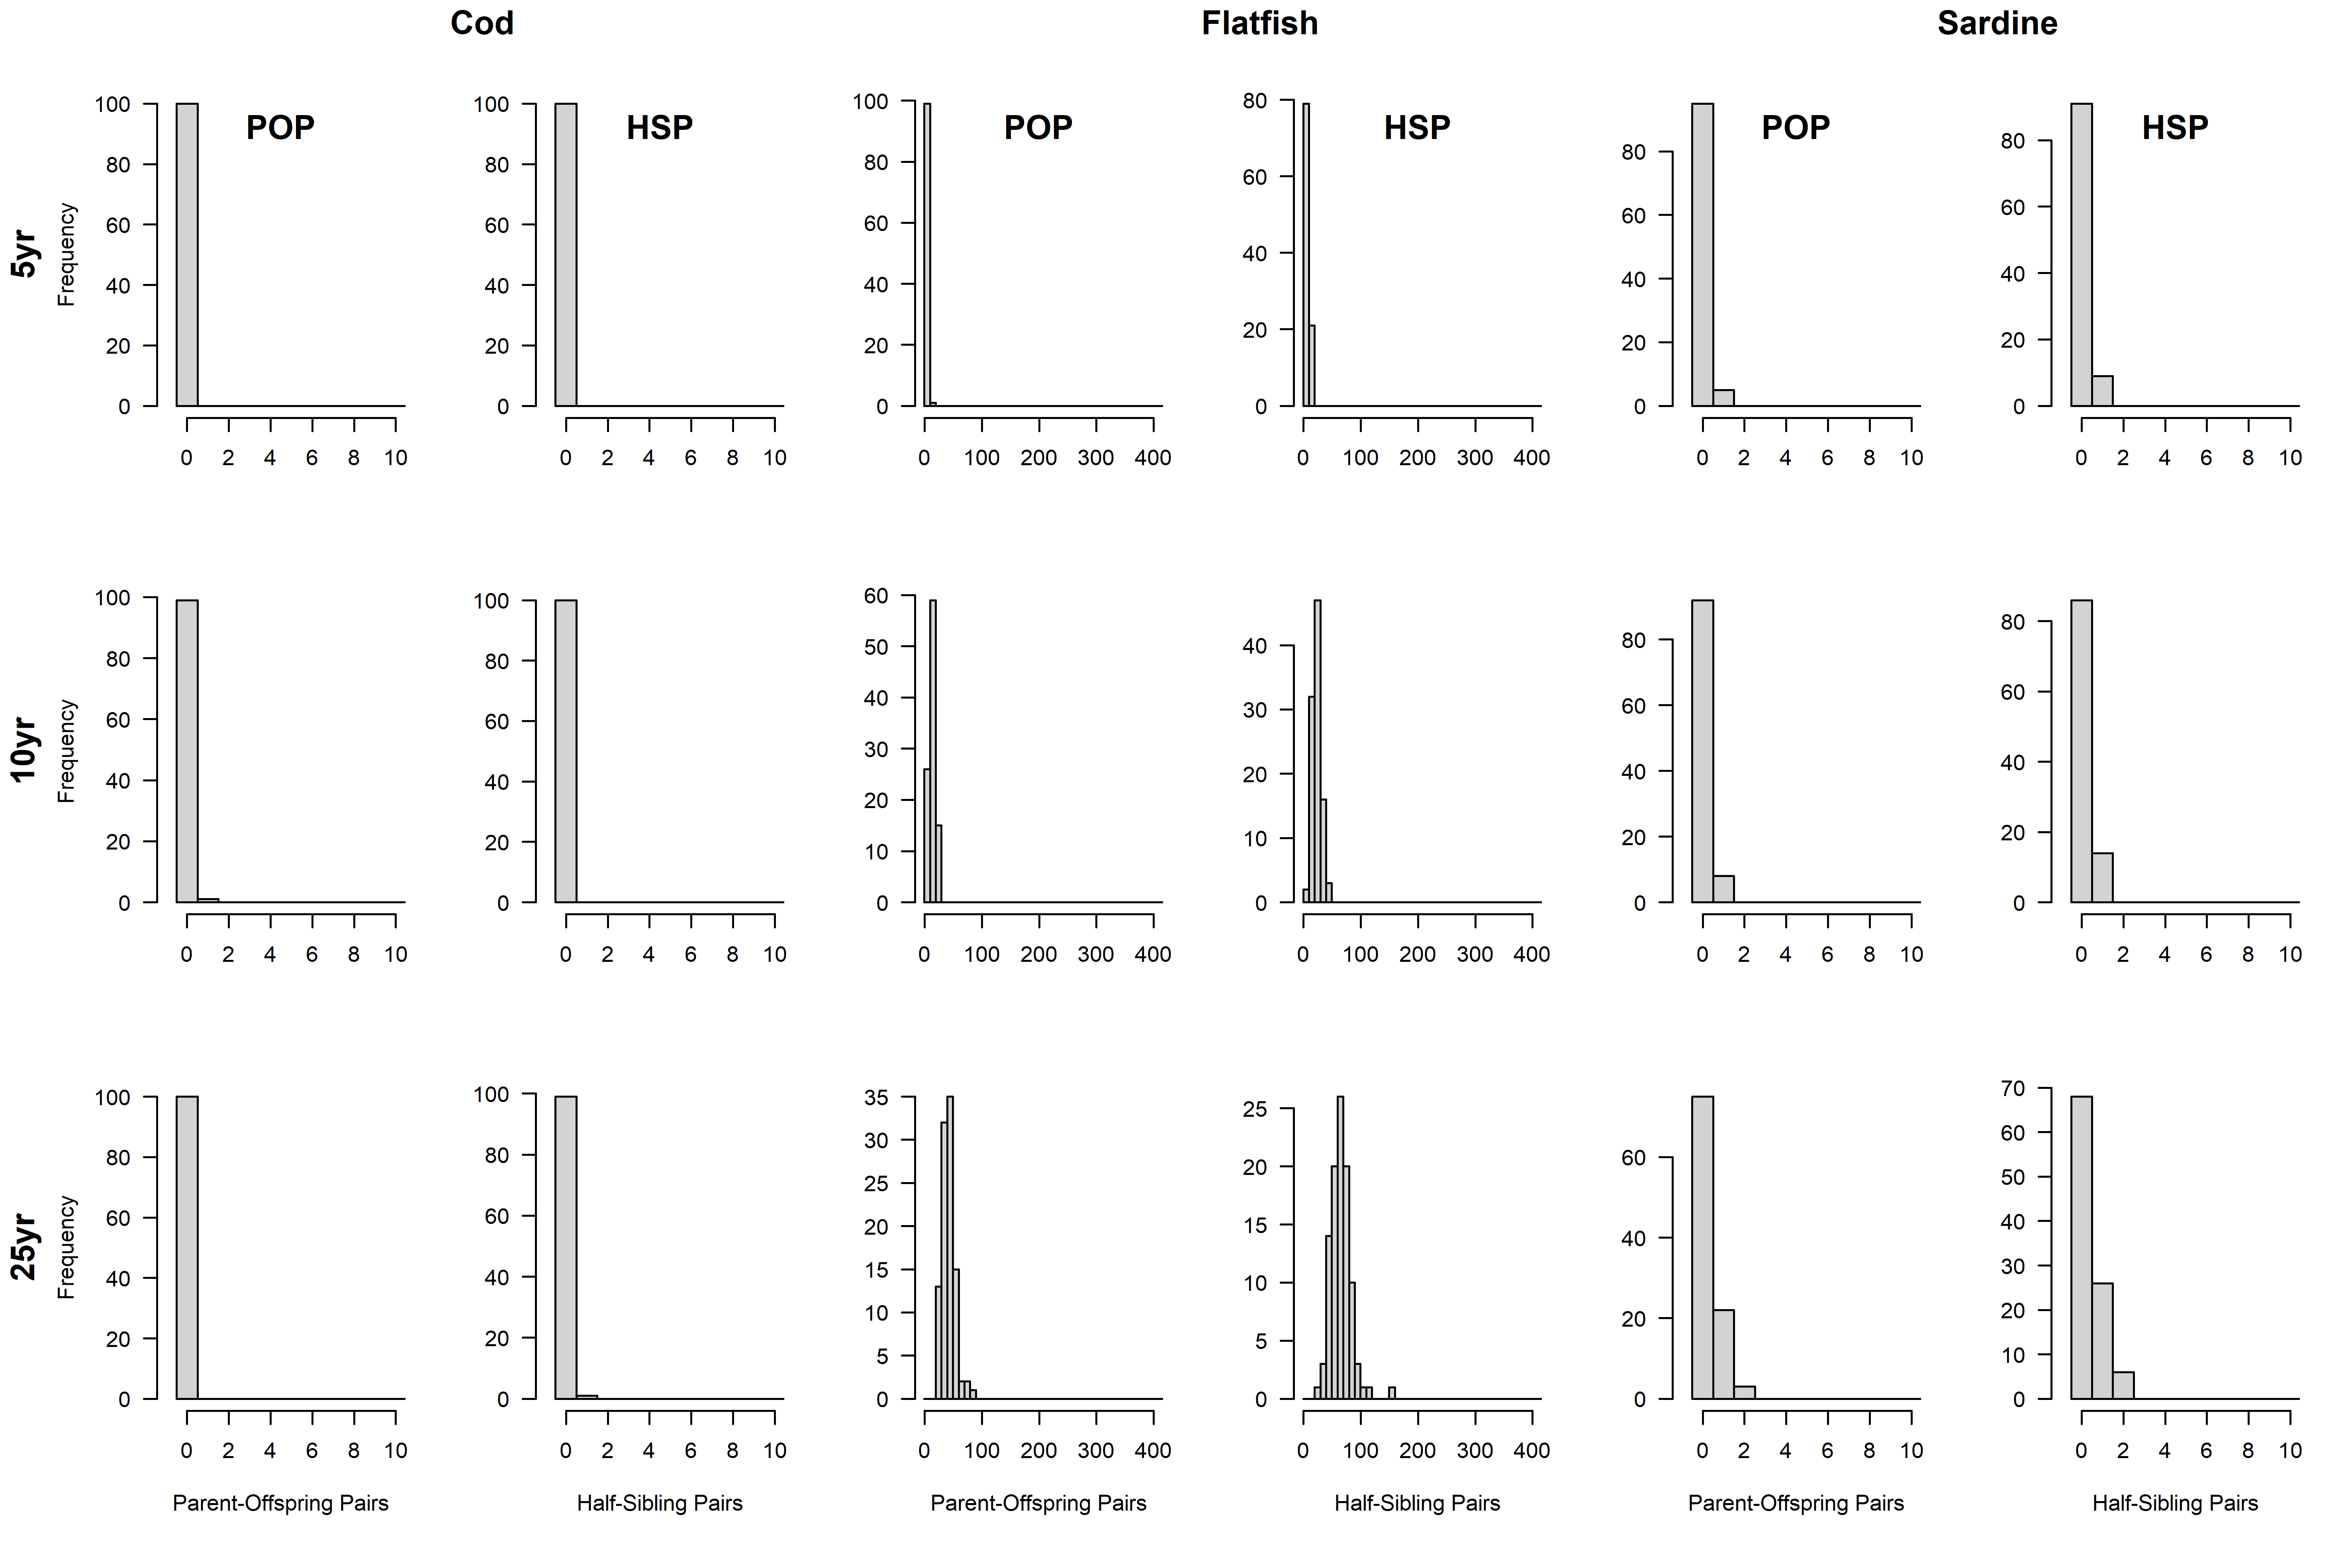 Cod Flatfish Sardine
POP HSP POP HSP POP HSP
5yr
Frequency
0 20 40 60 80 100
0 2 4 6 8 10
0 20 40 60 80 100
0 2 4 6 8 10
0 20 40 60 80 100
0 100 200 300 400
0 20 40 60 80
0 100 200 300 400
0 20 40 60 80
0 2 4 6 8 10
0 20 40 60 80
0 2 4 6 8 10
10yr
Frequency
0 20 40 60 80 100
0 2 4 6 8 10
0 20 40 60 80 100
0 2 4 6 8 10
0 10 20 30 40 50 60
0 100 200 300 400
0 10 20 30 40
0 100 200 300 400
0 20 40 60 80
0 2 4 6 8 10
0 20 40 60 80
0 2 4 6 8 10
25yr
Frequency
0 20 40 60 80 100
0 2 4 6 8 10
Parent-Offspring Pairs
0 20 40 60 80 100
0 2 4 6 8 10
Half-Sibling Pairs
0 5 10 15 20 25 30 35
0 100 200 300 400
Parent-Offspring Pairs
0 5 10 15 20 25
0 100 200 300 400
Half-Sibling Pairs
0 20 40 60
0 2 4 6 8 10
Parent-Offspring Pairs
0 10 20 30 40 50 60 70
0 2 4 6 8 10
Half-Sibling Pairs